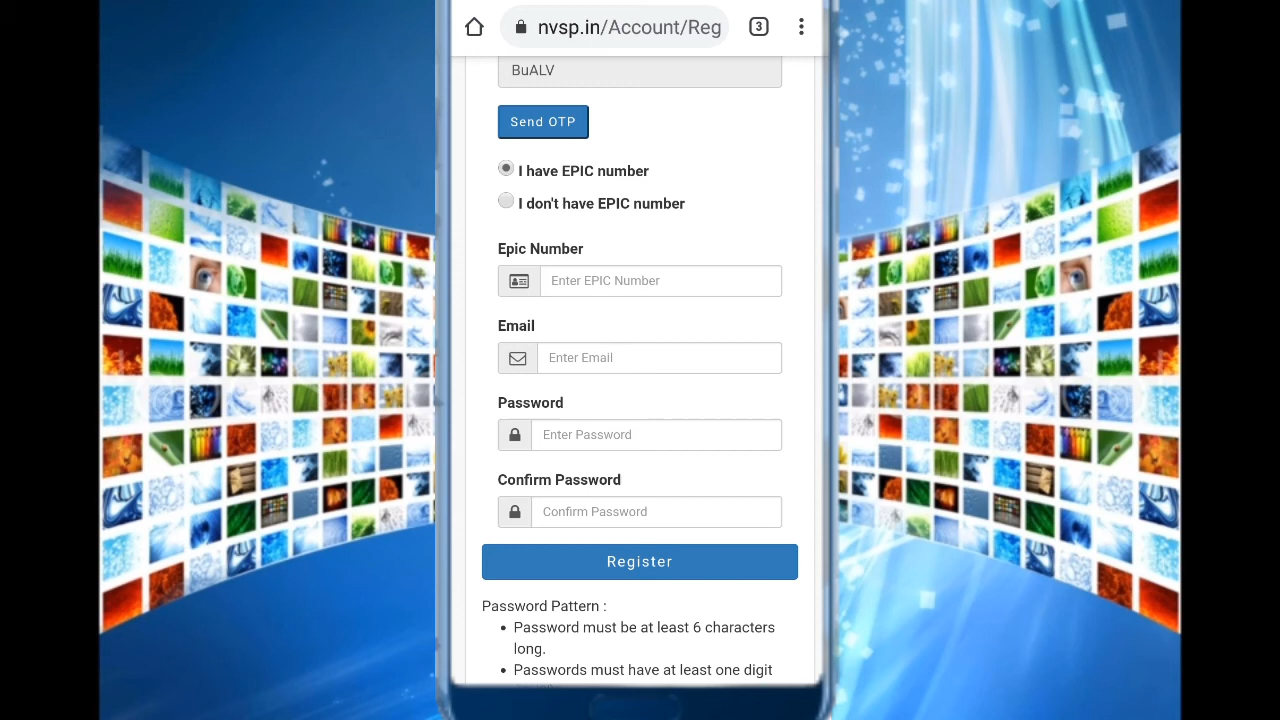 nvsp.in/Account/Reg
3
BuALV
Send OTP
I have EPIC number
I don't have EPIC number
Epic Number
Enter EPIC Number
Email
Enter Email
Password
Enter Password
Confirm Password
Confirm Password
Register
Password Pattern :
• Password must be at least 6 characters
long.
• Passwords must have at least one digit